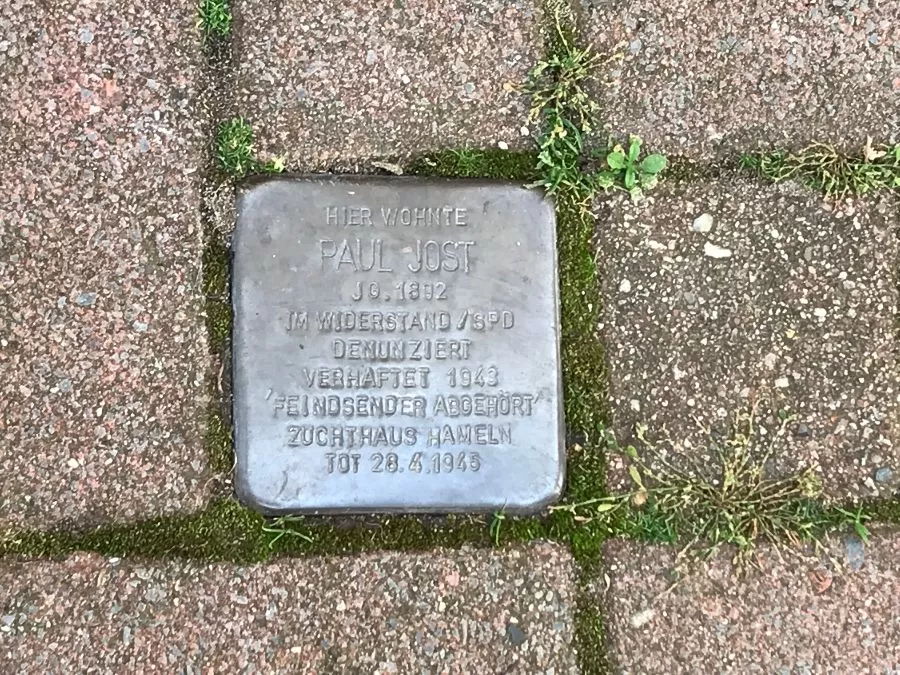 HIER WOHNTE
PAUL JOST
JG. 1892
IM WIDERSTAND / SPD
DENUNZIERT
VERHAFTET 1943
'FEINDSENDER ABGEHÖRT'
ZUCHTHAUS HAMELN
TOT 28.4.1945